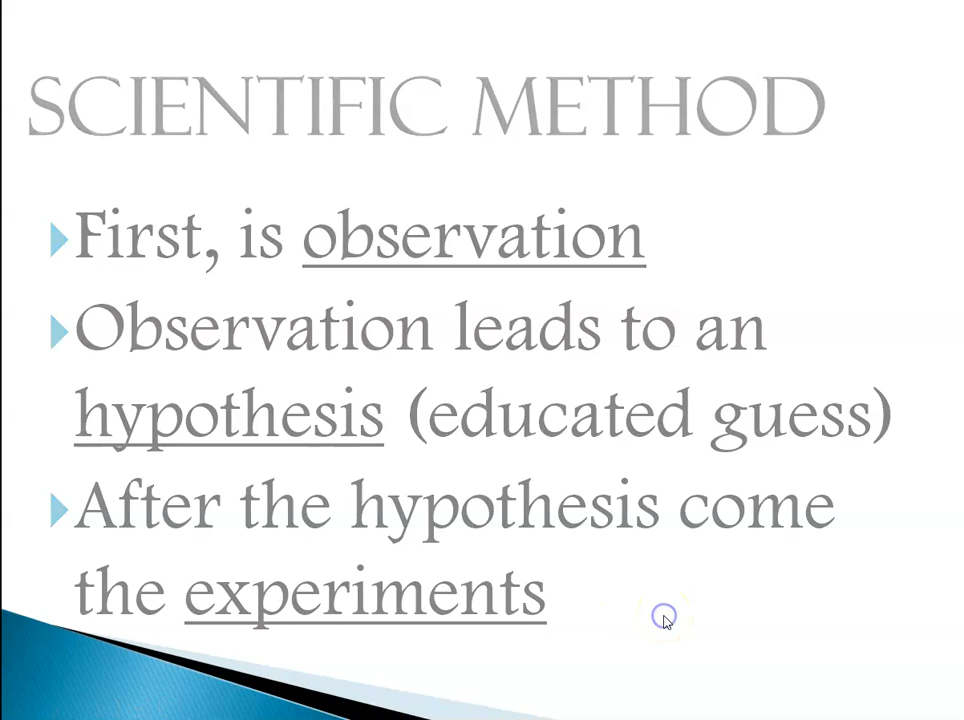 SCIENTIFIC METHOD
First, is observation
Observation leads to an
hypothesis (educated guess)
After the hypothesis come
the experiments